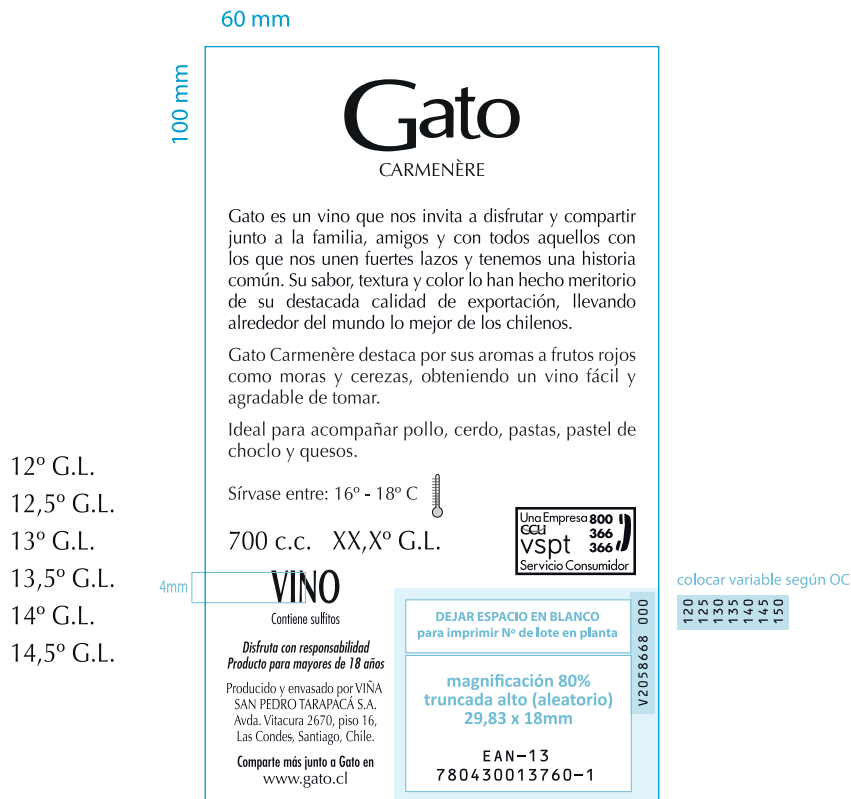 60 mm
100 mm
Gato
CARMENÈRE
Gato es un vino que nos invita a disfrutar y compartir
junto a la familia, amigos y con todos aquellos con
los que nos unen fuertes lazos y tenemos una historia
común. Su sabor, textura y color lo han hecho meritorio
de su destacada calidad de exportación, llevando
alrededor del mundo lo mejor de los chilenos.
Gato Carmenère destaca por sus aromas a frutos rojos
como moras y cerezas, obteniendo un vino fácil y
agradable de tomar.
Ideal para acompañar pollo, cerdo, pastas, pastel de
choclo y quesos.
Sírvase entre: 16º - 18º C
700 c.c. XX,Xº G.L.
12º G.L.
12,5º G.L.
13º G.L.
13,5º G.L.
14º G.L.
14,5º G.L.
Una Empresa
CCU
vspt
800
366
366
Servicio Consumidor
4mm
VINO
Contiene sulfitos
Disfruta con responsabilidad
Producto para mayores de 18 años
Producido y envasado por VIÑA
SAN PEDRO TARAPACÁ S.A.
Avda. Vitacura 2670, piso 16,
Las Condes, Santiago, Chile.
Comparte más junto a Gato en
www.gato.cl
DEJAR ESPACIO EN BLANCO
para imprimir Nº de lote en planta
magnificación 80%
truncada alto (aleatorio)
29,83 x 18mm
EAN-13
780430013760-1
V2058668 000
colocar variable según OC
120
125
130
135
140
145
150